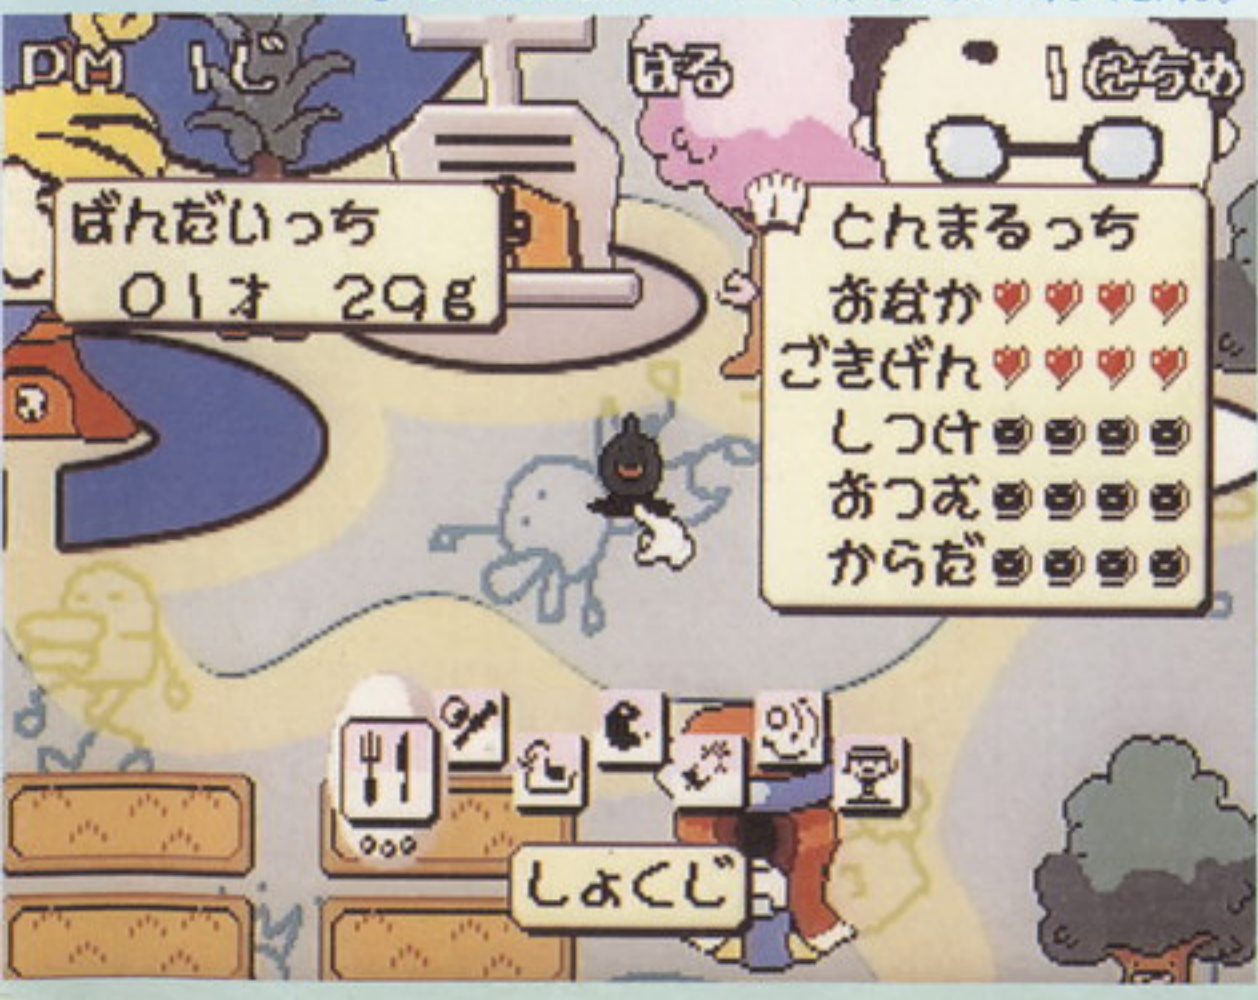 PM 1じ
はる
1にちめ
ばんだいっち
01才 29g
とんまるっち
おなか
ごきげん
しつけ
おつむ
からだ
しょくじ